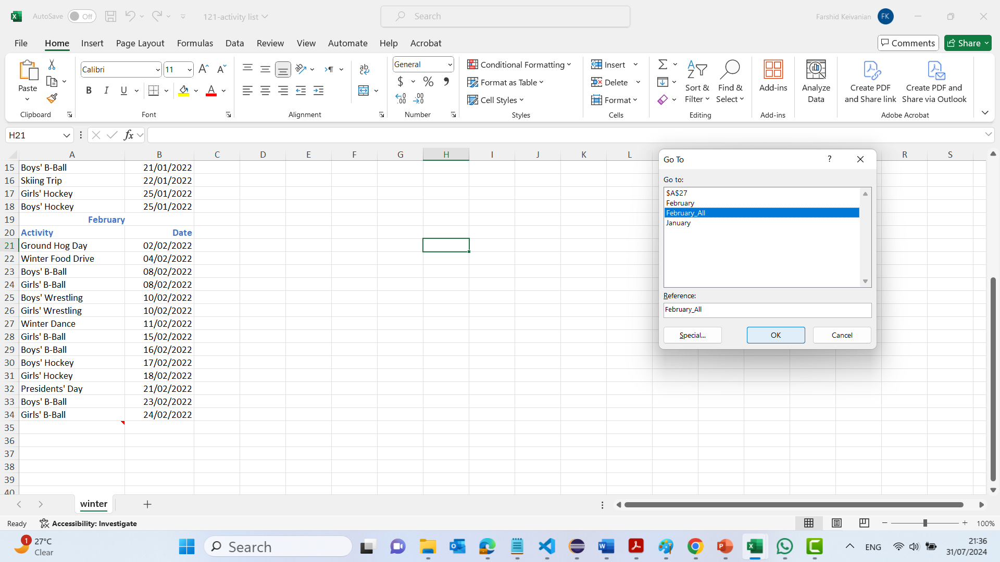 AutoSave Off 121-activity list Search Farshid Keivanian FK
File Home Insert Page Layout Formulas Data Review View Automate Help Acrobat Comments Share
Paste
Clipboard
Calibri 11
B I U A
Font
ab
Alignment
General
$ % 9
Number
Conditional Formatting
Format as Table
Cell Styles
Styles
Insert
Delete
Format
Cells
Sort &
Filter
Find &
Select
Editing
Add-ins
Add-ins
Analyze
Data
Create PDF
and Share link
Create PDF and
Share via Outlook
Adobe Acrobat
H21 fx
A B C D E F G H I J K L R S
15 Boys' B-Ball 21/01/2022
16 Skiing Trip 22/01/2022
17 Girls' Hockey 25/01/2022
18 Boys' Hockey 25/01/2022
19 February
20 Activity Date
21 Ground Hog Day 02/02/2022
22 Winter Food Drive 04/02/2022
23 Boys' B-Ball 08/02/2022
24 Girls' B-Ball 08/02/2022
25 Boys' Wrestling 10/02/2022
26 Girls' Wrestling 10/02/2022
27 Winter Dance 11/02/2022
28 Girls' B-Ball 15/02/2022
29 Boys' B-Ball 16/02/2022
30 Boys' Hockey 17/02/2022
31 Girls' Hockey 18/02/2022
32 Presidents' Day 21/02/2022
33 Boys' B-Ball 23/02/2022
34 Girls' B-Ball 24/02/2022
35
36
37
38
39
40
Go To ?
Go to:
$A$27
February
February_All
January
Reference:
February_All
Special... OK Cancel
winter
Ready Accessibility: Investigate 100%
1 27°C
Clear
Search
ENG
21:36
31/07/2024